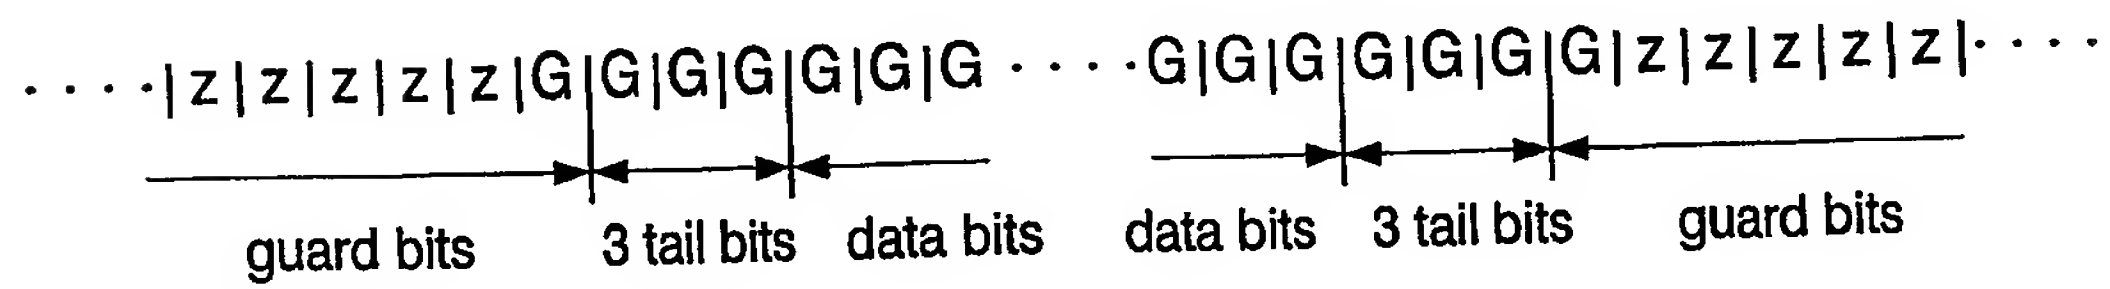 · · · ·|z|z|z|z|z|G|G|G|G|G|G|G · · · ·G|G|G|G|G|G|G|z|z|z|z|z|· · · ·
guard bits 3 tail bits data bits data bits 3 tail bits guard bits